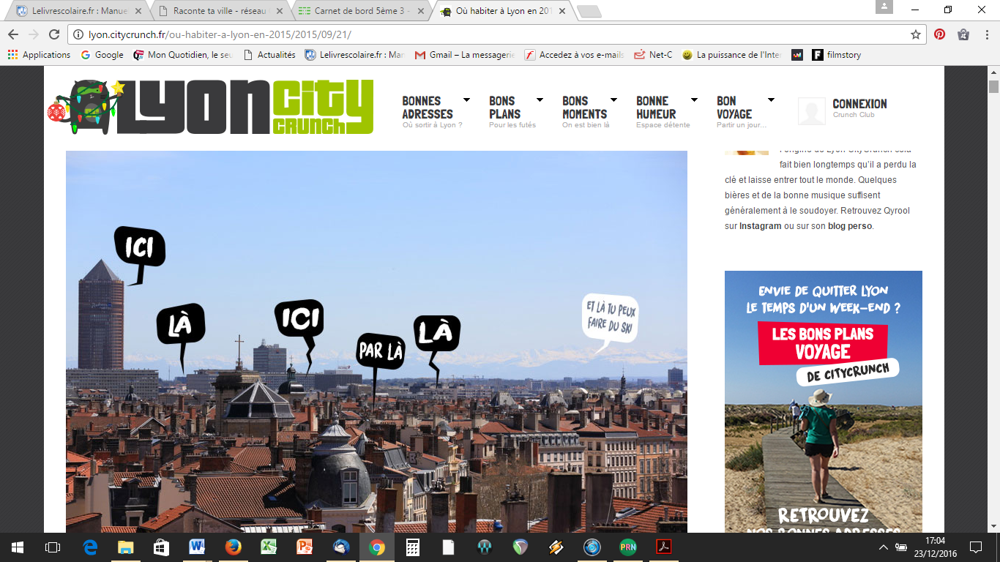 Lelivrescolaire.fr : Manue
Raconte ta ville - réseau
Carnet de bord 5ème 3 -
Où habiter à Lyon en 201
lyon.citycrunch.fr/ou-habiter-a-lyon-en-2015/2015/09/21/
Applications
Google
Mon Quotidien, le seu
Actualités
Lelivrescolaire.fr : Man
Gmail – La messagerie
Accedez à vos e-mails
Net-C
La puissance de l'Inter
filmstory
LYON CITY CRUNCH
BONNES ADRESSES
Où sortir à Lyon ?
BONS PLANS
Pour les futés
BONS MOMENTS
On est bien là
BONNE HUMEUR
Espace détente
BON VOYAGE
Partir un jour...
CONNEXION
Crunch Club
ICI
LÀ
ICI
PAR LÀ
LÀ
ET LÀ TU PEUX
FAIRE DU SKI
l'origine de Lyon CityCrunch cela
fait bien longtemps qu'il a perdu la
clé et laisse entrer tout le monde. Quelques
bières et de la bonne musique suffisent
généralement à le soudoyer. Retrouvez Qyrool
sur Instagram ou sur son blog perso.
ENVIE DE QUITTER LYON
LE TEMPS D'UN WEEK-END ?
LES BONS PLANS
VOYAGE
DE CITYCRUNCH
RETROUVEZ
NOS BONNES ADRESSES
PRN
17:04
23/12/2016